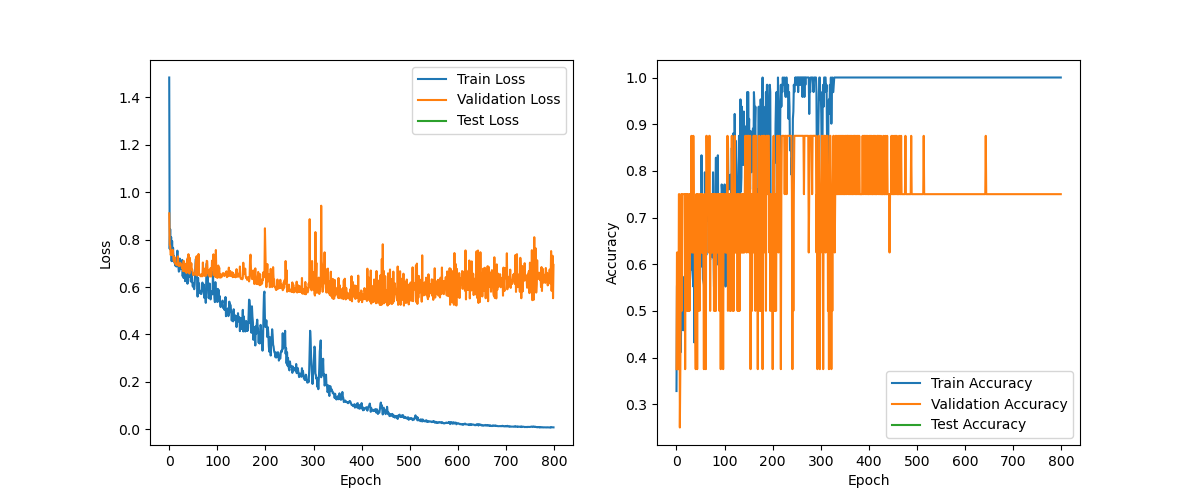 Train Loss
Validation Loss
Test Loss
Loss
1.4
1.2
1.0
0.8
0.6
0.4
0.2
0.0
0 100 200 300 400 500 600 700 800
Epoch
Accuracy
1.0
0.9
0.8
0.7
0.6
0.5
0.4
0.3
Train Accuracy
Validation Accuracy
Test Accuracy
0 100 200 300 400 500 600 700 800
Epoch